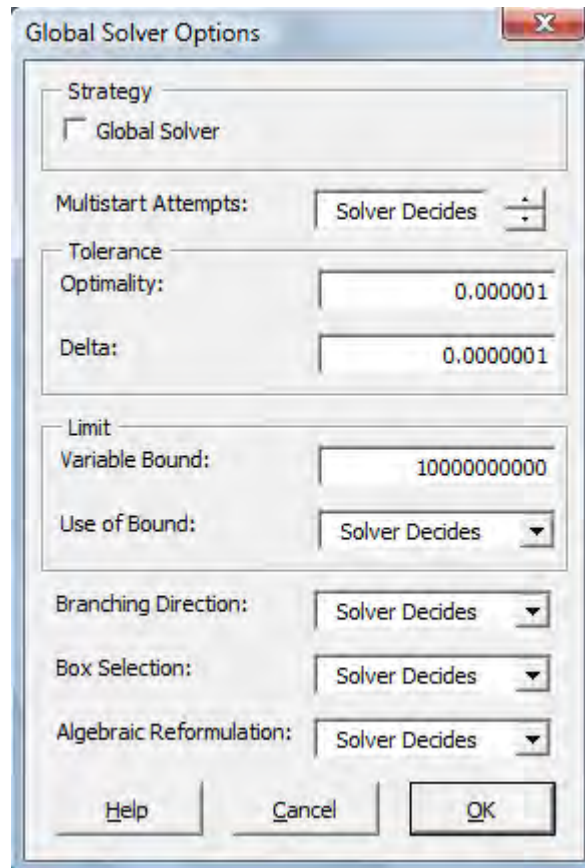 Global Solver Options
Strategy
Global Solver
Multistart Attempts: Solver Decides
Tolerance
Optimality: 0.000001
Delta: 0.0000001
Limit
Variable Bound: 10000000000
Use of Bound: Solver Decides
Branching Direction: Solver Decides
Box Selection: Solver Decides
Algebraic Reformulation: Solver Decides
Help Cancel OK